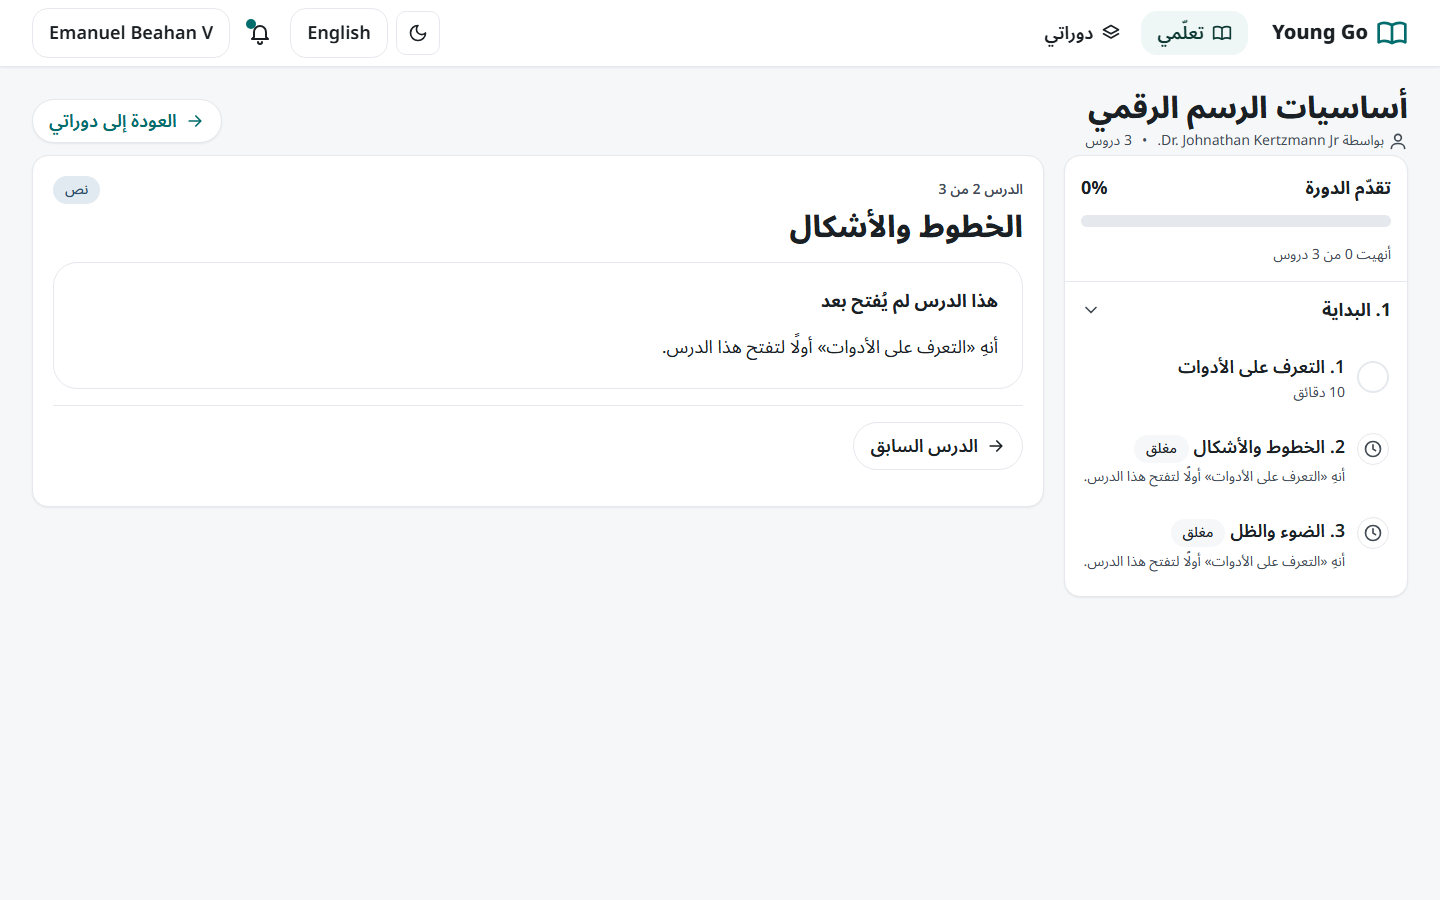 Young Go
تعلّمي
دوراتي
English
Emanuel Beahan V
أساسيات الرسم الرقمي
بواسطة Dr. Johnathan Kertzmann Jr. • 3 دروس
العودة إلى دوراتي
تقدّم الدورة 0%
أنهيت 0 من 3 دروس
1. البداية
1. التعرف على الأدوات
10 دقائق
2. الخطوط والأشكال مغلق
أنهِ «التعرف على الأدوات» أولًا لتفتح هذا الدرس.
3. الضوء والظل مغلق
أنهِ «التعرف على الأدوات» أولًا لتفتح هذا الدرس.
الدرس 2 من 3
نص
الخطوط والأشكال
هذا الدرس لم يُفتح بعد
أنهِ «التعرف على الأدوات» أولًا لتفتح هذا الدرس.
الدرس السابق